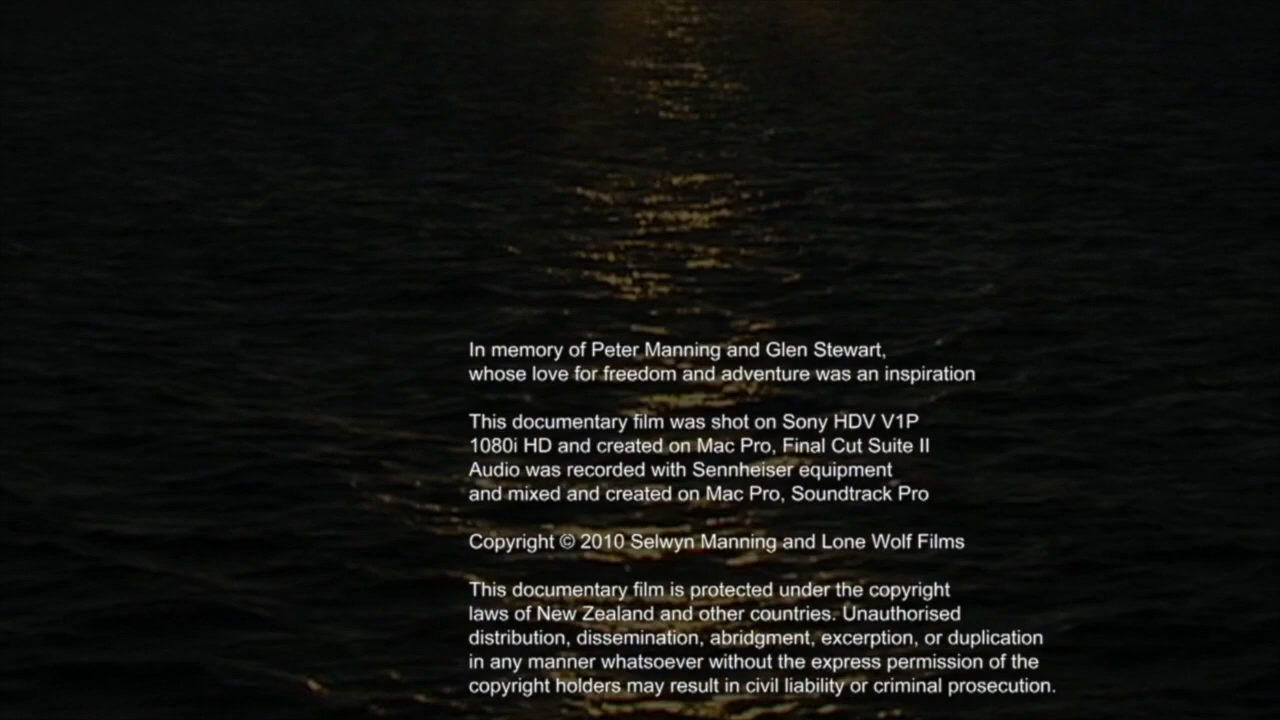 In memory of Peter Manning and Glen Stewart,
whose love for freedom and adventure was an inspiration
This documentary film was shot on Sony HDV V1P
1080i HD and created on Mac Pro, Final Cut Suite II
Audio was recorded with Sennheiser equipment
and mixed and created on Mac Pro, Soundtrack Pro
Copyright © 2010 Selwyn Manning and Lone Wolf Films
This documentary film is protected under the copyright
laws of New Zealand and other countries. Unauthorised
distribution, dissemination, abridgment, excerption, or duplication
in any manner whatsoever without the express permission of the
copyright holders may result in civil liability or criminal prosecution.